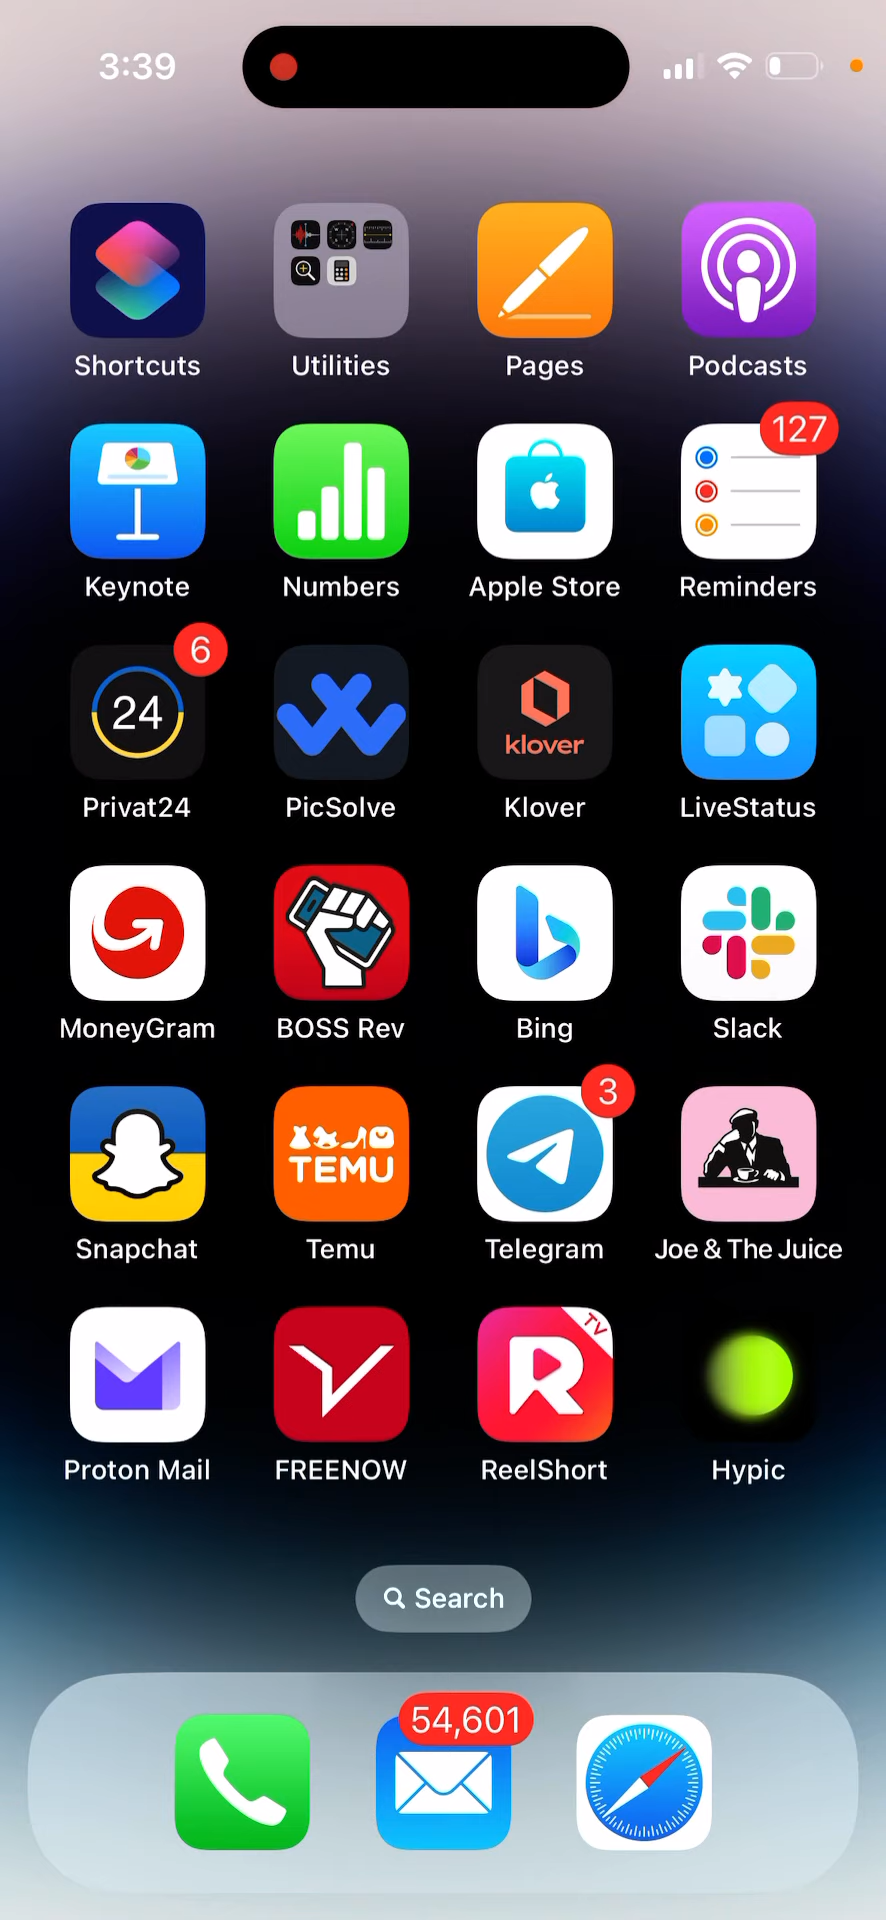 3:39
Shortcuts
Utilities
Pages
Podcasts
127
Keynote
Numbers
Apple Store
Reminders
6
24
klover
Privat24
PicSolve
Klover
LiveStatus
MoneyGram
BOSS Rev
Bing
Slack
3
TEMU
Snapchat
Temu
Telegram
Joe & The Juice
TV
R
Proton Mail
FREENOW
ReelShort
Hypic
Search
54,601